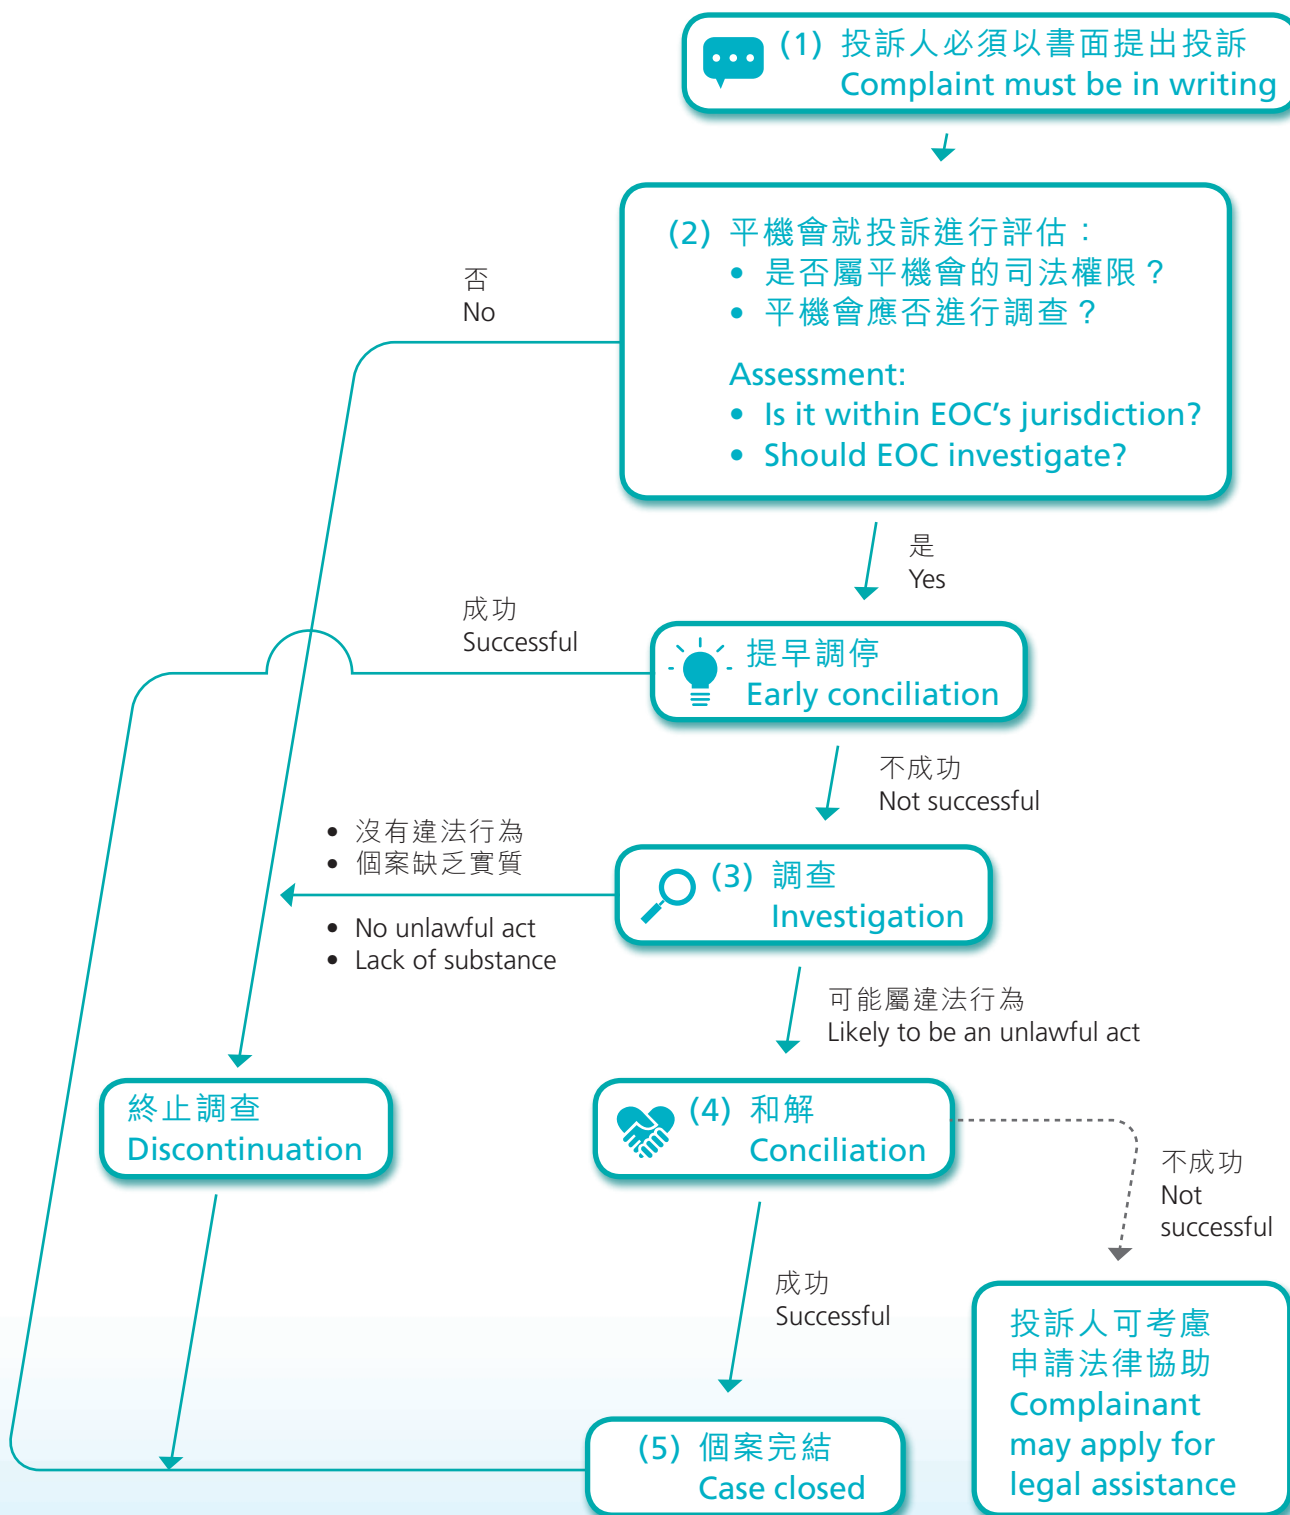 (1) 投訴人必須以書面提出投訴
Complaint must be in writing
(2) 平機會就投訴進行評估：
• 是否屬平機會的司法權限？
• 平機會應否進行調查？
Assessment:
• Is it within EOC’s jurisdiction?
• Should EOC investigate?
否
No
是
Yes
成功
Successful
提早調停
Early conciliation
不成功
Not successful
• 沒有違法行為
• 個案缺乏實質
• No unlawful act
• Lack of substance
(3) 調查
Investigation
可能屬違法行為
Likely to be an unlawful act
終止調查
Discontinuation
(4) 和解
Conciliation
不成功
Not
successful
成功
Successful
投訴人可考慮
申請法律協助
Complainant
may apply for
legal assistance
(5) 個案完結
Case closed